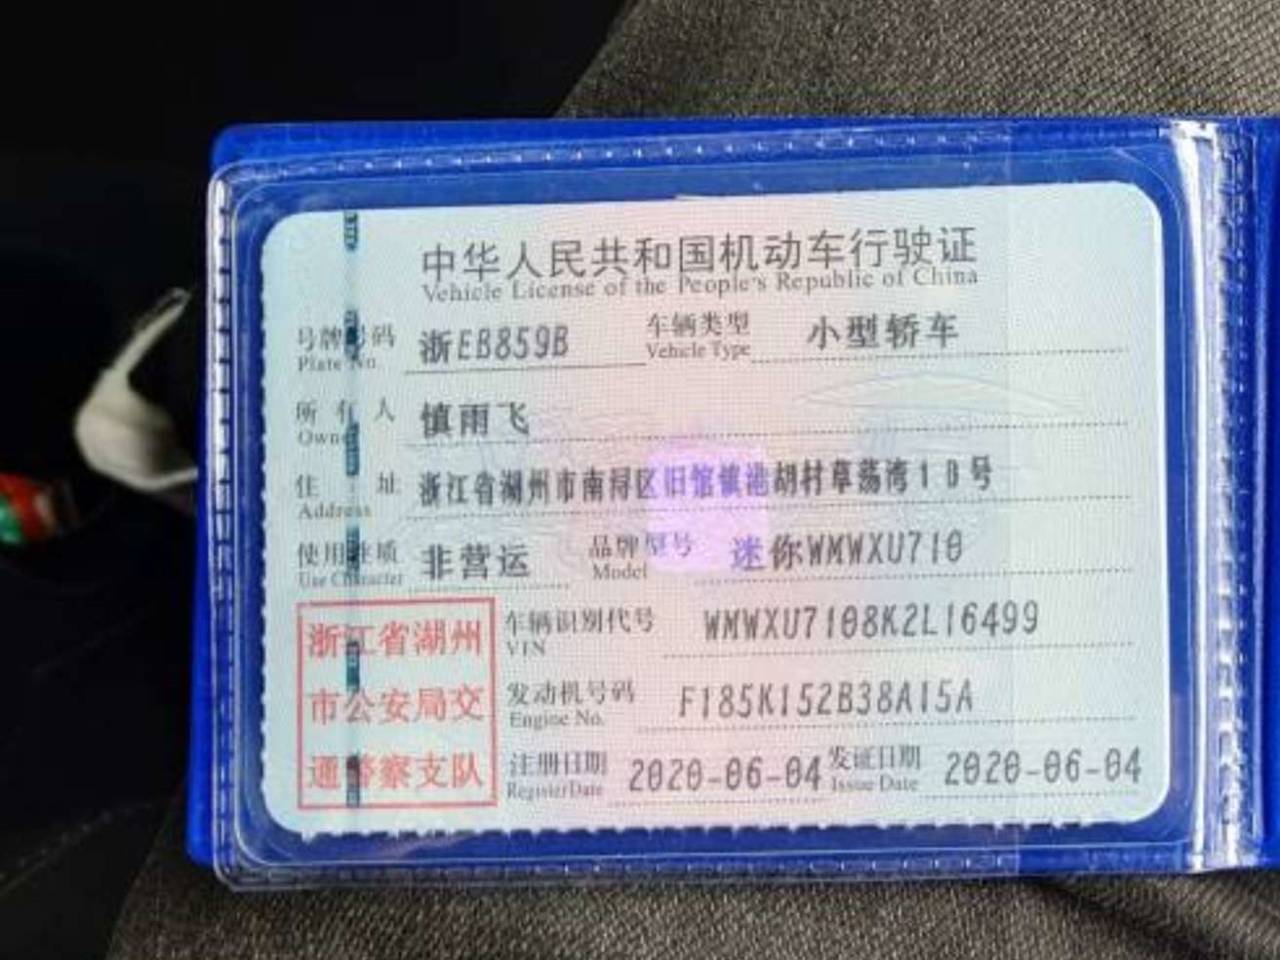 中华人民共和国机动车行驶证
Vehicle License of the People's Republic of China
号牌号码 浙EB859B 车辆类型 小型轿车
Plate No. Vehicle Type
所有人 慎雨飞
Owner
住址 浙江省湖州市南浔区旧馆镇港胡村草荡湾18号
Address
使用性质 非营运 品牌型号 迷你WMWXU710
Use Character Model
浙江省湖州 车辆识别代号 WMWXU7108K2L16499
VIN
市公安局交 发动机号码 F185K152B38A15A
Engine No.
通警察支队 注册日期 2020-06-04 发证日期 2020-06-04
Register Date Issue Date